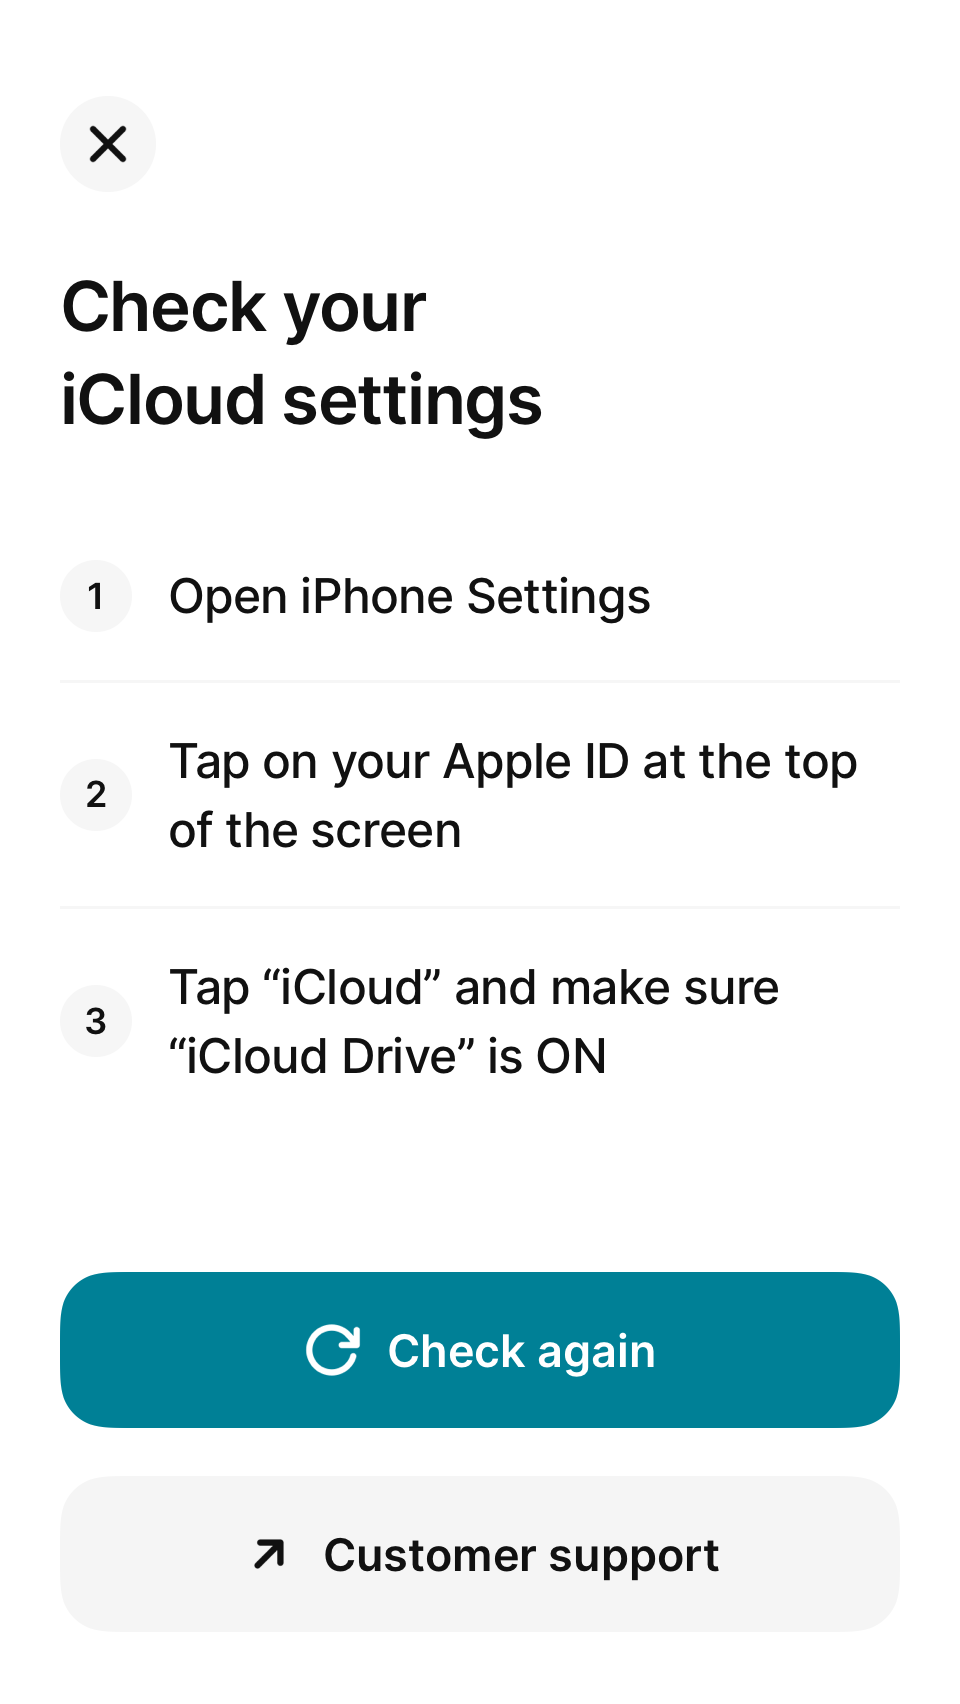 Check your
iCloud settings
1 Open iPhone Settings
2 Tap on your Apple ID at the top
of the screen
3 Tap “iCloud” and make sure
“iCloud Drive” is ON
Check again
Customer support